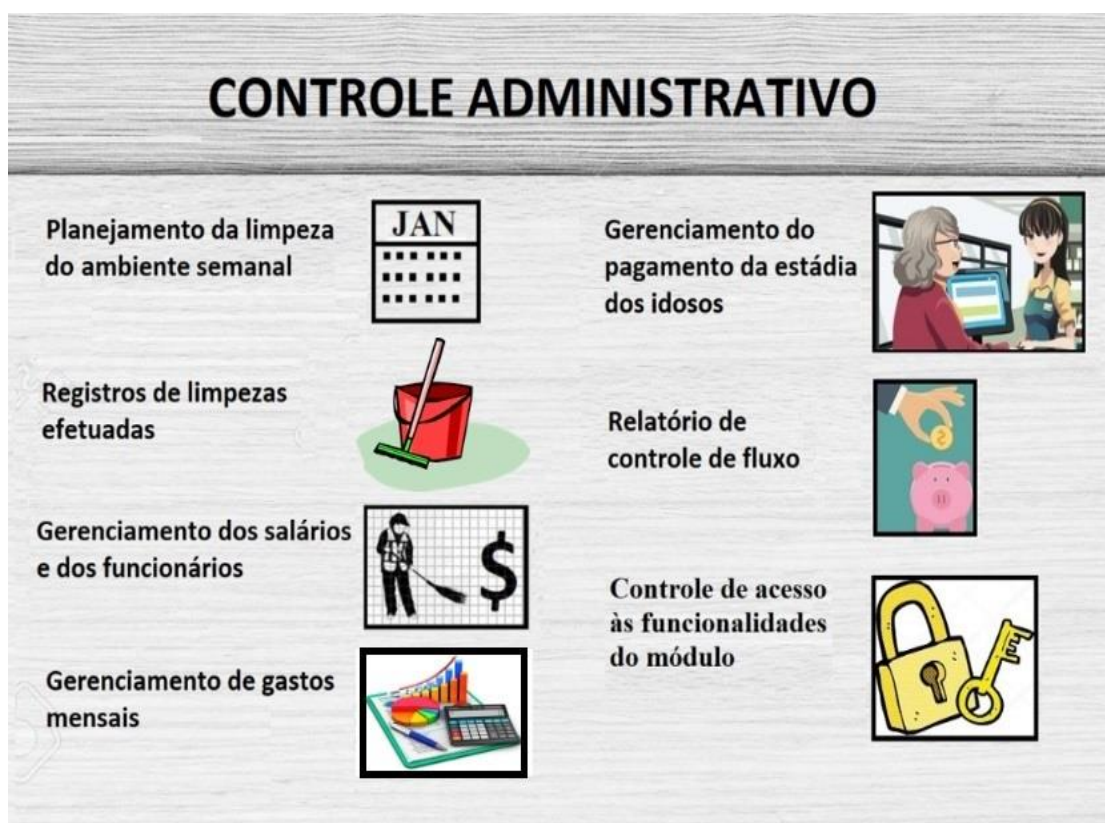 CONTROLE ADMINISTRATIVO
Planejamento da limpeza
do ambiente semanal
JAN
Registros de limpezas
efetuadas
Gerenciamento dos salários
e dos funcionários
$
Gerenciamento de gastos
mensais
Gerenciamento do
pagamento da estádia
dos idosos
Relatório de
controle de fluxo
Controle de acesso
às funcionalidades
do módulo